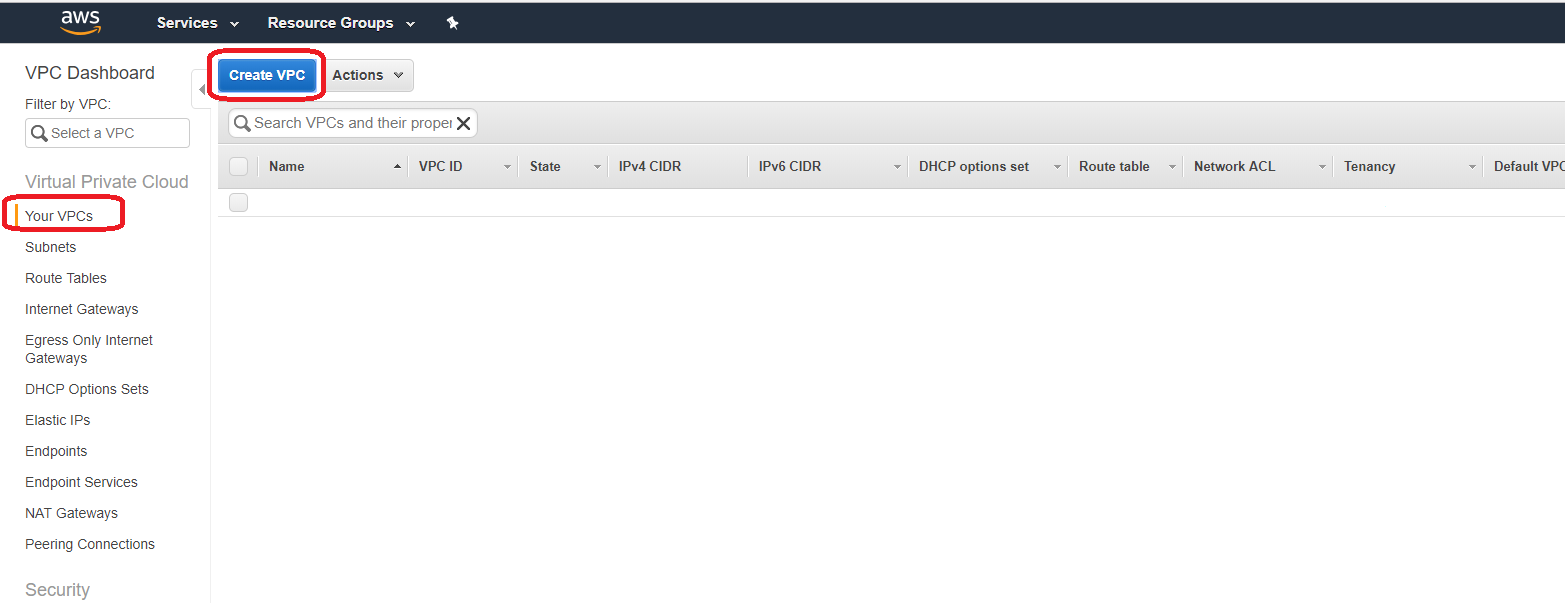 aws Services Resource Groups
VPC Dashboard
Filter by VPC:
Select a VPC
Virtual Private Cloud
Your VPCs
Subnets
Route Tables
Internet Gateways
Egress Only Internet
Gateways
DHCP Options Sets
Elastic IPs
Endpoints
Endpoint Services
NAT Gateways
Peering Connections
Security
Create VPC Actions
Search VPCs and their proper
Name VPC ID State IPv4 CIDR IPv6 CIDR DHCP options set Route table Network ACL Tenancy Default VPC